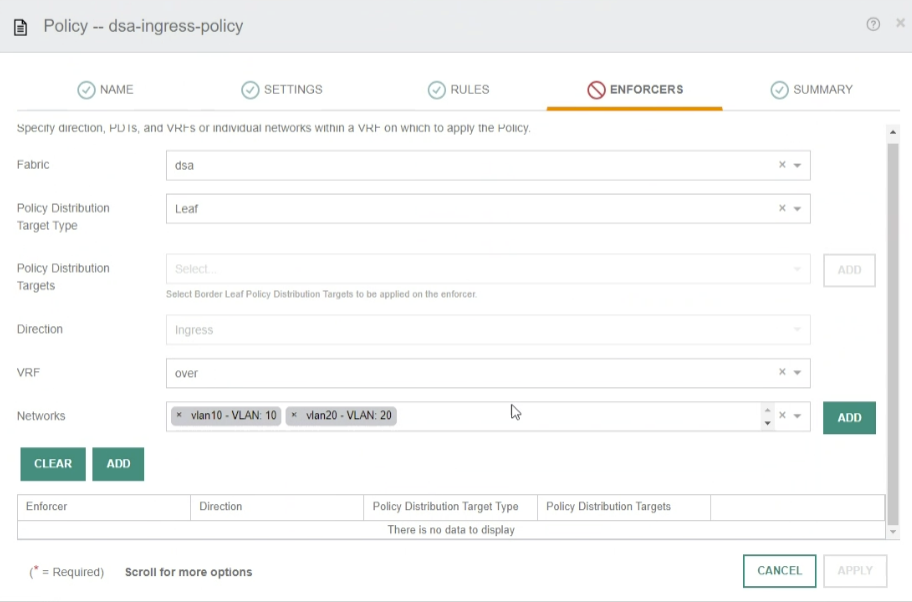 Policy -- dsa-ingress-policy
NAME
SETTINGS
RULES
ENFORCERS
SUMMARY
Specify direction, PDTs, and VRFs or individual networks within a VRF on which to apply the Policy.
Fabric
dsa
Policy Distribution
Target Type
Leaf
Policy Distribution
Targets
Select...
ADD
Select Border Leaf Policy Distribution Targets to be applied on the enforcer.
Direction
Ingress
VRF
over
Networks
× vlan10 - VLAN: 10 × vlan20 - VLAN: 20
ADD
CLEAR ADD
Enforcer Direction Policy Distribution Target Type Policy Distribution Targets
There is no data to display
(* = Required) Scroll for more options
CANCEL APPLY